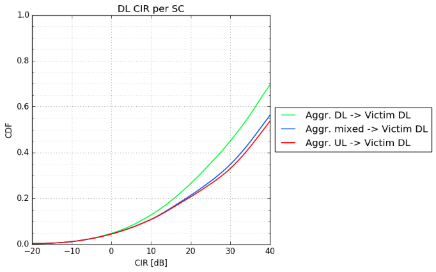 DL CIR per SC
1.0
0.8
0.6
0.4
0.2
0.0
CDF
−20
−10
0
10
20
30
40
CIR [dB]
Aggr. DL -> Victim DL
Aggr. mixed -> Victim DL
Aggr. UL -> Victim DL